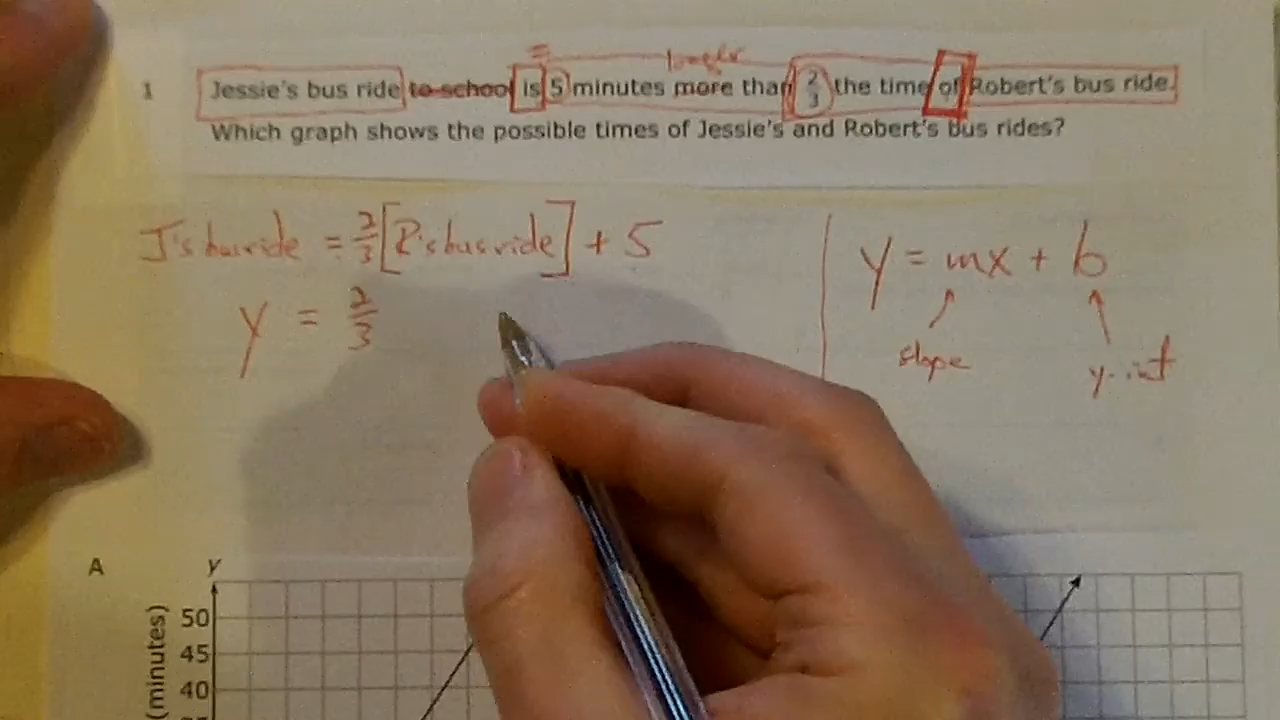 = longer
1 Jessie's bus ride to school is 5 minutes more than 2/3 the time of Robert's bus ride.
Which graph shows the possible times of Jessie's and Robert's bus rides?
J's bus ride = 2/3 [R's bus ride] + 5
y = 2/3
y = mx + b
slope y-int
A y
50
45
40
(minutes)